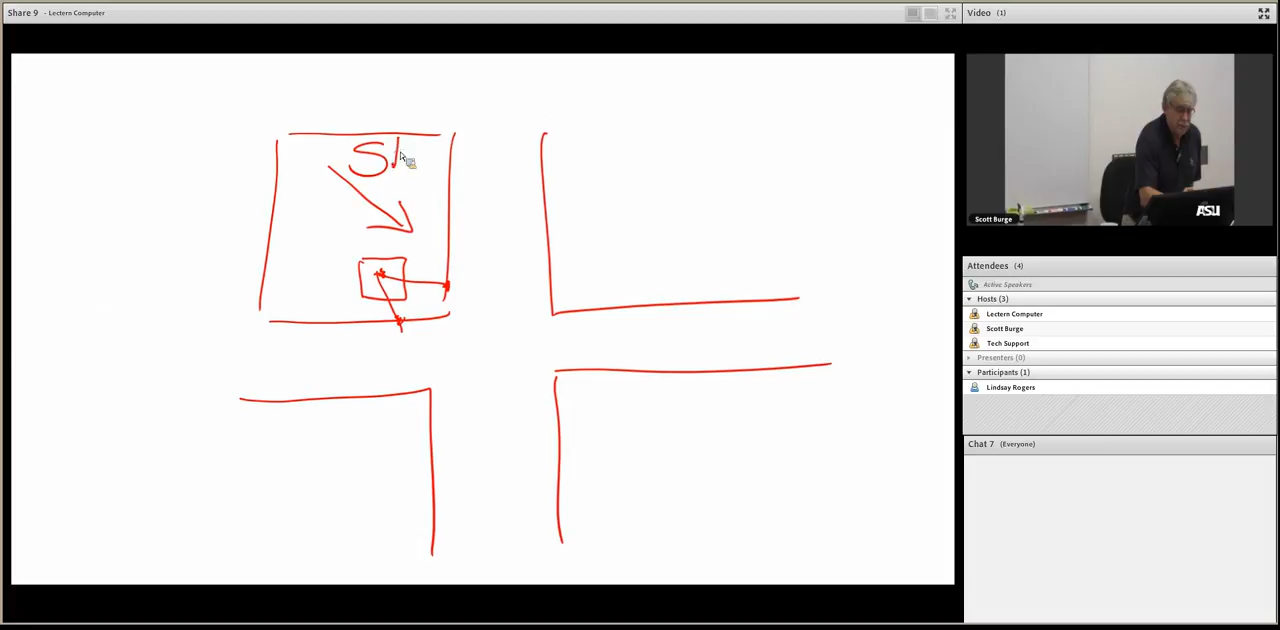 Share 9 - Lectern Computer
Video (1)
Scott Burge
ASU
Attendees (4)
Active Speakers
Hosts (3)
Lectern Computer
Scott Burge
Tech Support
Presenters (0)
Participants (1)
Lindsay Rogers
Chat 7 (Everyone)